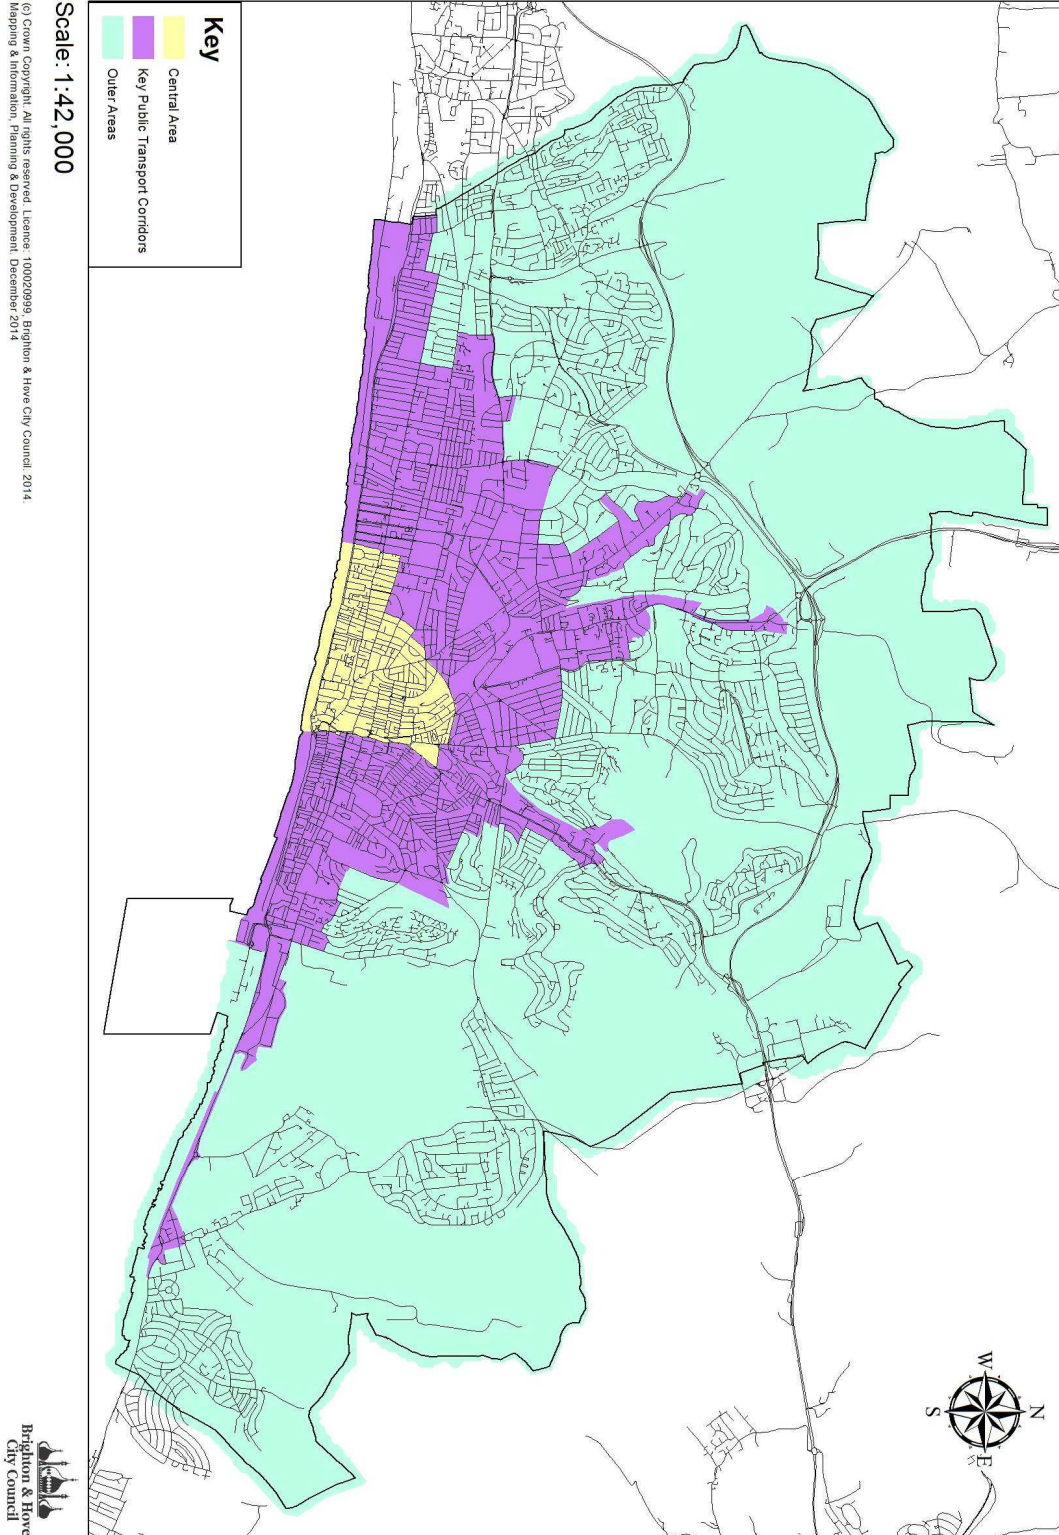 Key
Central Area
Key Public Transport Corridors
Outer Areas
Scale: 1:42,000
(c) Crown Copyright. All rights reserved. Licence: 100020999, Brighton & Hove City Council. 2014.
Mapping & Information, Planning & Development. December 2014
N
W
E
S
Brighton & Hove
City Council